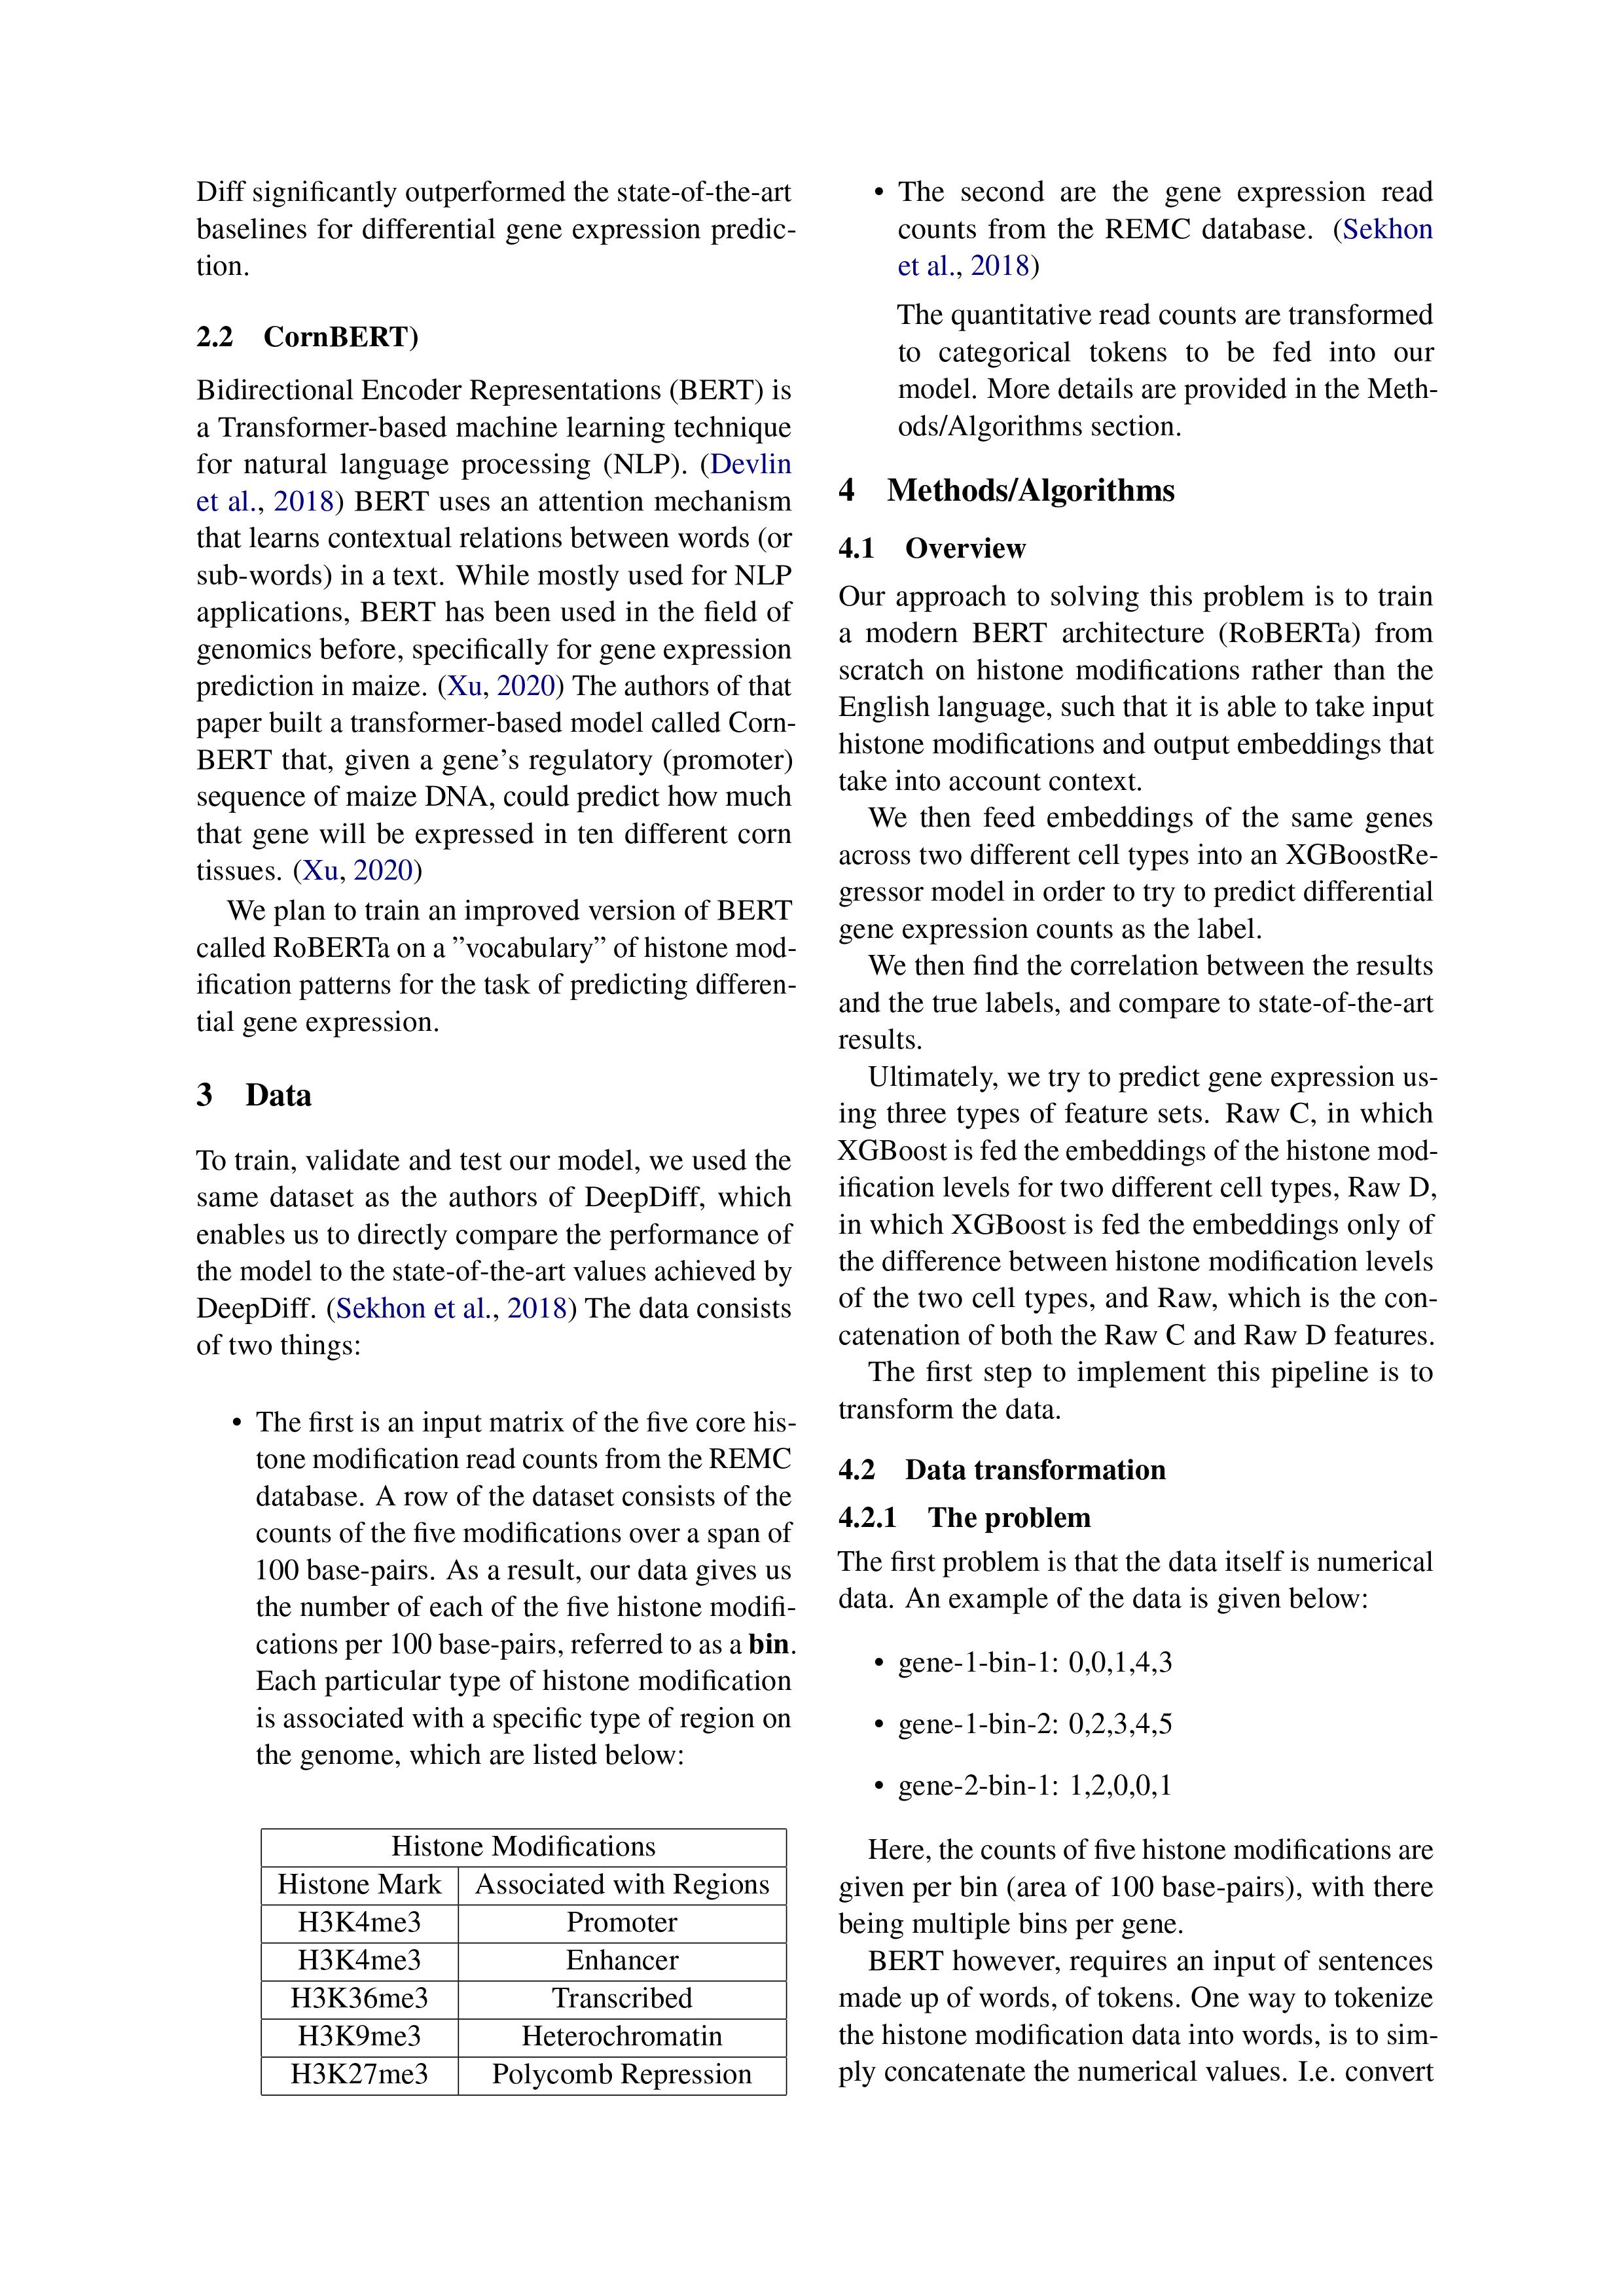 Diff significantly outperformed the state-of-the-art
baselines for differential gene expression predic-
tion.
2.2 CornBERT)
Bidirectional Encoder Representations (BERT) is
a Transformer-based machine learning technique
for natural language processing (NLP). (Devlin
et al., 2018) BERT uses an attention mechanism
that learns contextual relations between words (or
sub-words) in a text. While mostly used for NLP
applications, BERT has been used in the field of
genomics before, specifically for gene expression
prediction in maize. (Xu, 2020) The authors of that
paper built a transformer-based model called Corn-
BERT that, given a gene's regulatory (promoter)
sequence of maize DNA, could predict how much
that gene will be expressed in ten different corn
tissues. (Xu, 2020)
We plan to train an improved version of BERT
called RoBERTa on a ”vocabulary” of histone mod-
ification patterns for the task of predicting differen-
tial gene expression.
3 Data
To train, validate and test our model, we used the
same dataset as the authors of DeepDiff, which
enables us to directly compare the performance of
the model to the state-of-the-art values achieved by
DeepDiff. (Sekhon et al., 2018) The data consists
of two things:
• The first is an input matrix of the five core his-
tone modification read counts from the REMC
database. A row of the dataset consists of the
counts of the five modifications over a span of
100 base-pairs. As a result, our data gives us
the number of each of the five histone modifi-
cations per 100 base-pairs, referred to as a bin.
Each particular type of histone modification
is associated with a specific type of region on
the genome, which are listed below:
Histone Modifications
Histone Mark Associated with Regions
H3K4me3 Promoter
H3K4me3 Enhancer
H3K36me3 Transcribed
H3K9me3 Heterochromatin
H3K27me3 Polycomb Repression
• The second are the gene expression read
counts from the REMC database. (Sekhon
et al., 2018)
The quantitative read counts are transformed
to categorical tokens to be fed into our
model. More details are provided in the Meth-
ods/Algorithms section.
4 Methods/Algorithms
4.1 Overview
Our approach to solving this problem is to train
a modern BERT architecture (RoBERTa) from
scratch on histone modifications rather than the
English language, such that it is able to take input
histone modifications and output embeddings that
take into account context.
We then feed embeddings of the same genes
across two different cell types into an XGBoostRe-
gressor model in order to try to predict differential
gene expression counts as the label.
We then find the correlation between the results
and the true labels, and compare to state-of-the-art
results.
Ultimately, we try to predict gene expression us-
ing three types of feature sets. Raw C, in which
XGBoost is fed the embeddings of the histone mod-
ification levels for two different cell types, Raw D,
in which XGBoost is fed the embeddings only of
the difference between histone modification levels
of the two cell types, and Raw, which is the con-
catenation of both the Raw C and Raw D features.
The first step to implement this pipeline is to
transform the data.
4.2 Data transformation
4.2.1 The problem
The first problem is that the data itself is numerical
data. An example of the data is given below:
• gene-1-bin-1: 0,0,1,4,3
• gene-1-bin-2: 0,2,3,4,5
• gene-2-bin-1: 1,2,0,0,1
Here, the counts of five histone modifications are
given per bin (area of 100 base-pairs), with there
being multiple bins per gene.
BERT however, requires an input of sentences
made up of words, of tokens. One way to tokenize
the histone modification data into words, is to sim-
ply concatenate the numerical values. I.e. convert